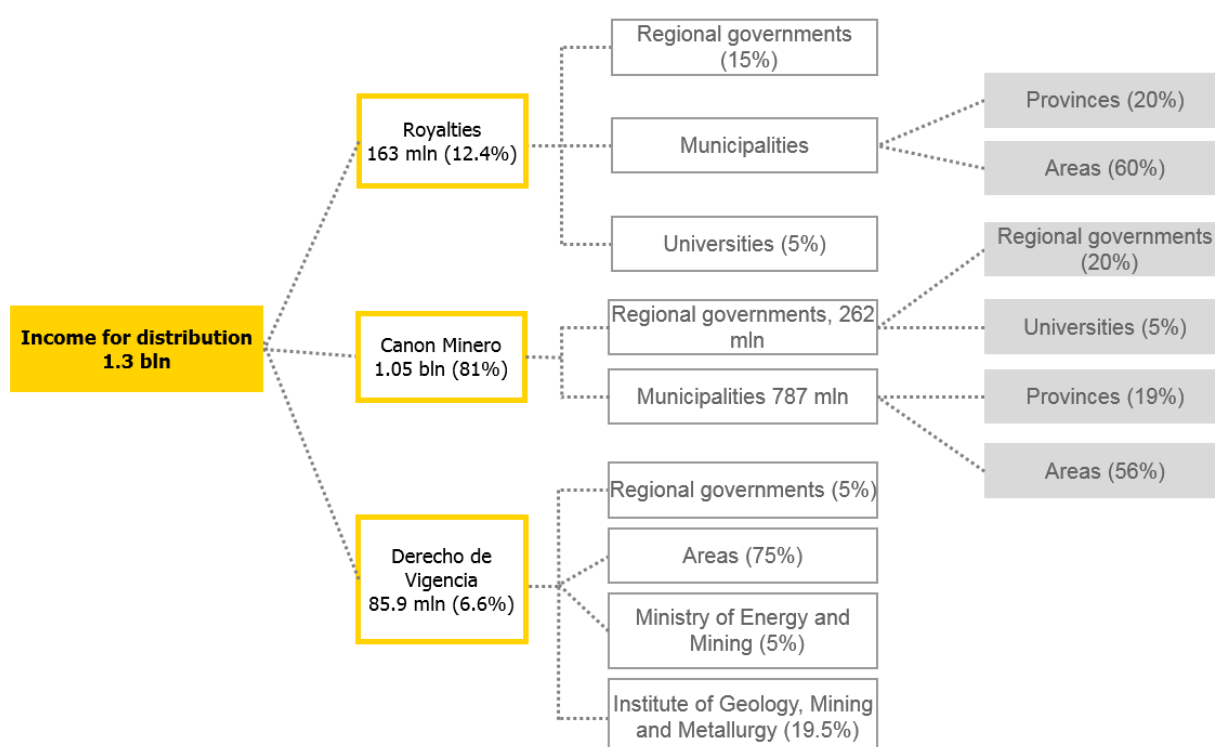 Income for distribution
1.3 bln
Royalties
163 mln (12.4%)
Canon Minero
1.05 bln (81%)
Derecho de
Vigencia
85.9 mln (6.6%)
Regional governments
(15%)
Municipalities
Universities (5%)
Regional governments, 262
mln
Municipalities 787 mln
Regional governments (5%)
Areas (75%)
Ministry of Energy and
Mining (5%)
Institute of Geology, Mining
and Metallurgy (19.5%)
Provinces (20%)
Areas (60%)
Regional governments
(20%)
Universities (5%)
Provinces (19%)
Areas (56%)